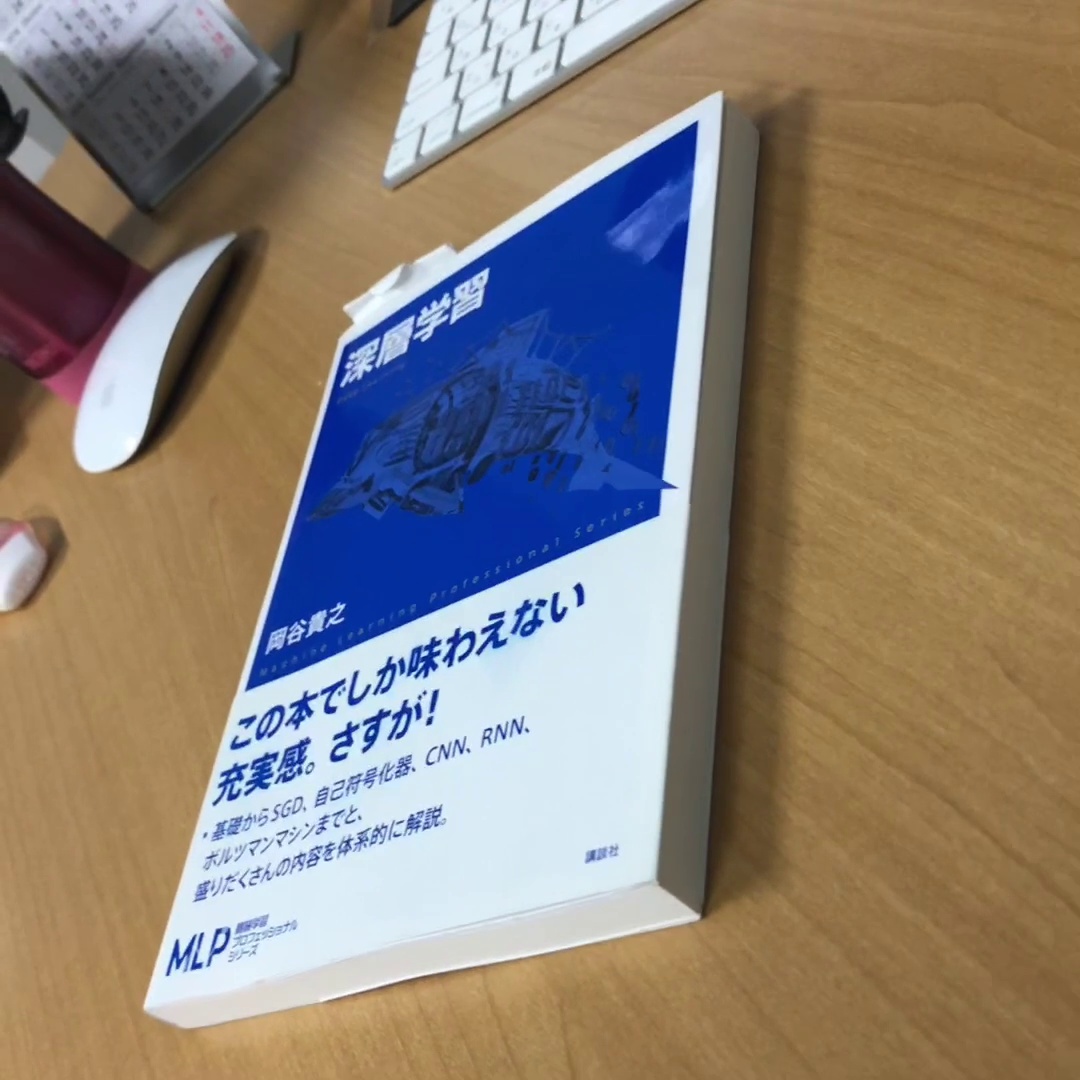 深層学習
岡谷貴之
Machine Learning Professional Series
この本でしか味わえない
充実感。さすが!
・基礎からSGD、自己符号化器、CNN、RNN、
ボルツマンマシンまでと、
盛りだくさんの内容を体系的に解説。
講談社
MLP
機械学習
プロフェッショナル
シリーズ